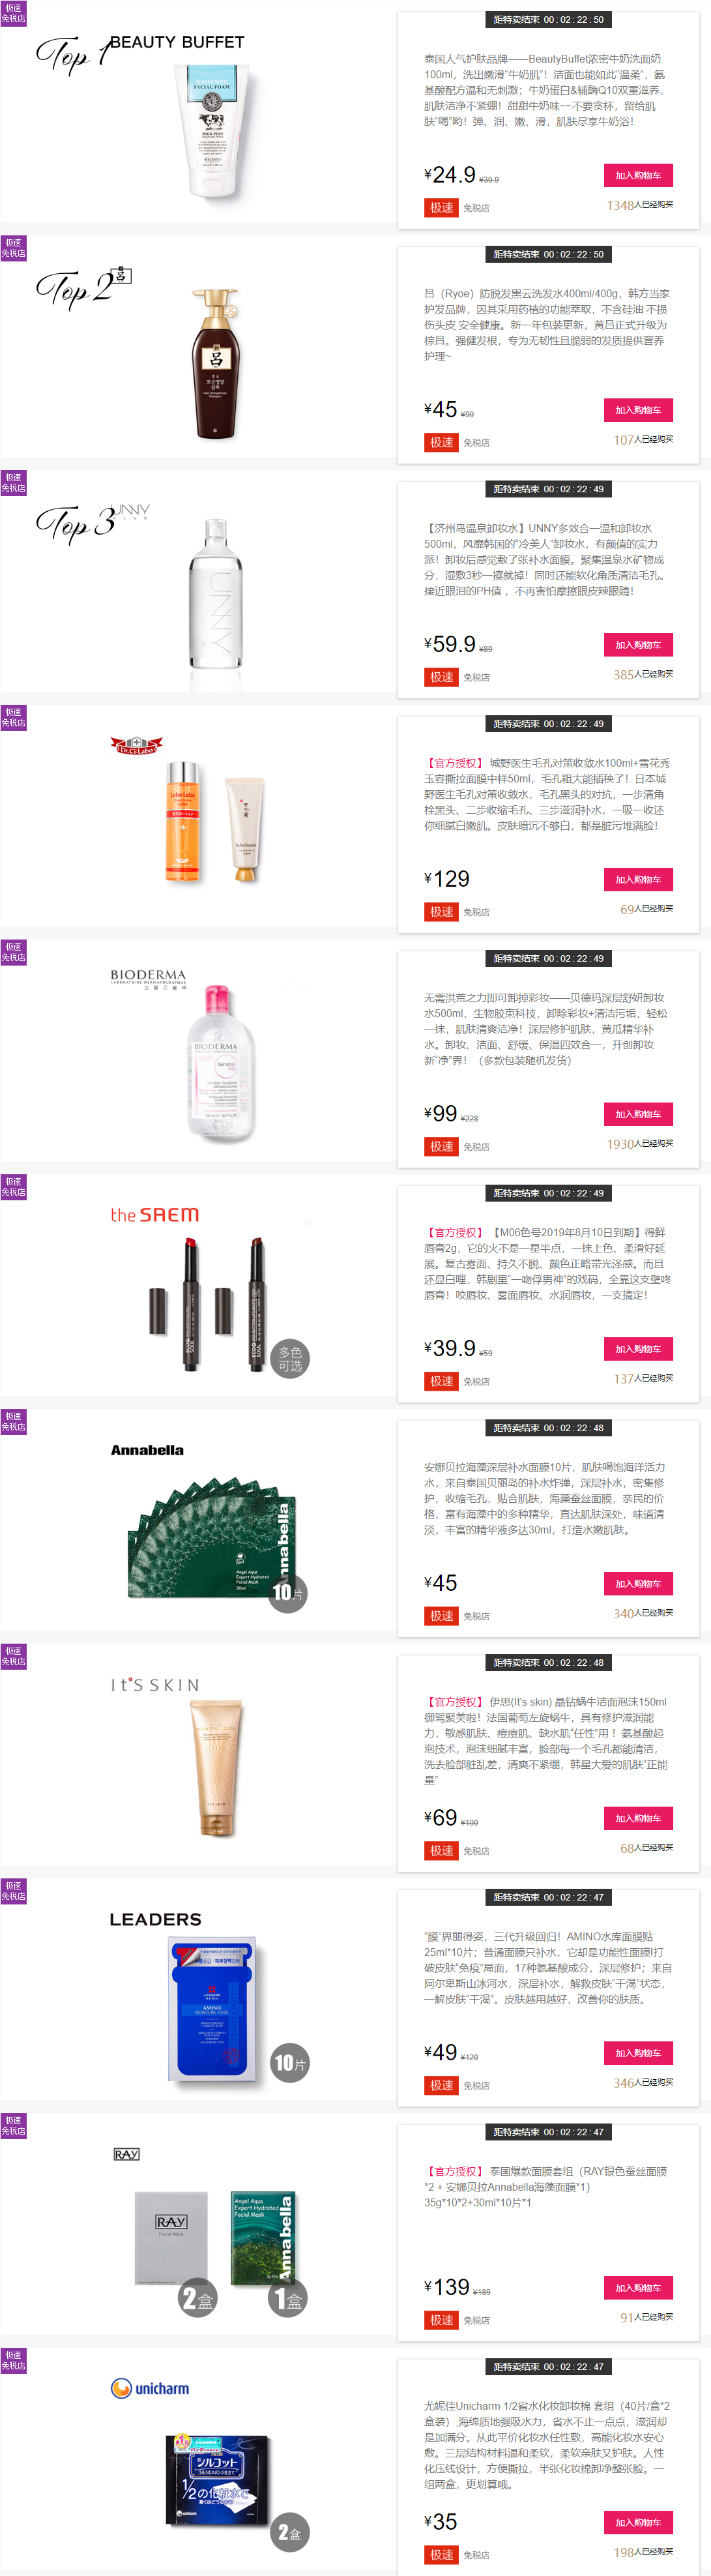 极速
免税店
Top 1
BEAUTY BUFFET
距特卖结束 00 : 02 : 22 : 50
泰国人气护肤品牌——BeautyBuffet浓密牛奶洗面奶
100ml，洗出嫩滑"牛奶肌"！洁面也能如此"温柔"，氨
基酸配方温和无刺激；牛奶蛋白&辅酶Q10双重滋养，
肌肤洁净不紧绷！甜甜牛奶味~~不要贪杯，留给肌
肤"喝"哟！弹、润、嫩、滑，肌肤尽享牛奶浴！
¥24.9 ¥39.9
加入购物车
极速 免税店
1348人已经购买
极速
免税店
Top 2
吕
距特卖结束 00 : 02 : 22 : 50
吕（Ryoe）防脱发黑云洗发水400ml/400g，韩方当家
护发品牌，因其采用药植的功能萃取，不含硅油 不损
伤头皮 安全健康。新一年包装更新，黄吕正式升级为
棕吕。强健发根，专为无韧性且脆弱的发质提供营养
护理~
¥45 ¥90
加入购物车
极速 免税店
107人已经购买
极速
免税店
Top 3
UNNY
CLUB
UNNY
距特卖结束 00 : 02 : 22 : 49
【济州岛温泉卸妆水】UNNY多效合一温和卸妆水
500ml，风靡韩国的"冷美人"卸妆水，有颜值的实力
派！卸妆后感觉敷了张补水面膜。聚集温泉水矿物成
分，湿敷3秒一擦就掉！同时还能软化角质清洁毛孔。
接近眼泪的PH值 ，不再害怕摩擦眼皮辣眼睛！
¥59.9 ¥89
加入购物车
极速 免税店
385人已经购买
极速
免税店
Dr.Ci:Labo
Labo Labo
距特卖结束 00 : 02 : 22 : 49
【官方授权】 城野医生毛孔对策收敛水100ml+雪花秀
玉容撕拉面膜中样50ml，毛孔粗大能插秧了！日本城
野医生毛孔对策收敛水，毛孔黑头的对抗，一步清角
栓黑头、二步收缩毛孔、三步滋润补水，一吸一收还
你细腻白嫩肌。皮肤暗沉不够白，都是脏污堆满脸！
¥129
加入购物车
极速 免税店
69人已经购买
极速
免税店
BIODERMA
LABORATOIRE DERMATOLOGIQUE
法国贝德玛
BIODERMA
距特卖结束 00 : 02 : 22 : 49
无需洪荒之力即可卸掉彩妆——贝德玛深层舒妍卸妆
水500ml，生物胶束科技，卸除彩妆+清洁污垢，轻松
一抹，肌肤清爽洁净！深层修护肌肤，黄瓜精华补
水。卸妆、洁面、舒缓、保湿四效合一，开创卸妆
新"净"界！（多款包装随机发货）
¥99 ¥228
加入购物车
极速 免税店
1930人已经购买
极速
免税店
the SAEM
多色
可选
距特卖结束 00 : 02 : 22 : 49
【官方授权】 【M06色号2019年8月10日到期】得鲜
唇膏2g，它的火不是一星半点，一抹上色、柔滑好延
展。复古雾面、持久不脱、颜色正略带光泽感。而且
还显白哩，韩剧里"一吻俘男神"的戏码，全靠这支壁咚
唇膏！咬唇妆、雾面唇妆、水润唇妆，一支搞定！
¥39.9 ¥59
加入购物车
极速 免税店
137人已经购买
极速
免税店
Annabella
Annabella
Angel Aqua
Expert Hydrated
Facial Mask
30ml
10片
距特卖结束 00 : 02 : 22 : 48
安娜贝拉海藻深层补水面膜10片，肌肤喝饱海洋活力
水，来自泰国贝丽岛的补水炸弹，深层补水，密集修
护，收缩毛孔，贴合肌肤，海藻蚕丝面膜，亲民的价
格，富有海藻中的多种精华，直达肌肤深处，味道清
淡，丰富的精华液多达30ml，打造水嫩肌肤。
¥45
加入购物车
极速 免税店
340人已经购买
极速
免税店
It'S SKIN
距特卖结束 00 : 02 : 22 : 48
【官方授权】 伊思(It's skin) 晶钻蜗牛洁面泡沫150ml
御驾聚美啦！法国葡萄左旋蜗牛，具有修护滋润能
力，敏感肌肤、痘痘肌、缺水肌"任性"用 ！氨基酸起
泡技术，泡沫细腻丰富，脸部每一个毛孔都能清洁，
洗去脸部脏乱差，清爽不紧绷，韩星大爱的肌肤"正能
量"
¥69 ¥109
加入购物车
极速 免税店
68人已经购买
极速
免税店
LEADERS
AMINO
10片
距特卖结束 00 : 02 : 22 : 47
"膜"界丽得姿，三代升级回归！AMINO水库面膜贴
25ml*10片；普通面膜只补水，它却是功能性面膜!打
破皮肤"免疫"局面，17种氨基酸成分，深层修护；来自
阿尔卑斯山冰河水，深层补水，解救皮肤"干渴"状态，
一解皮肤"干渴"。皮肤越用越好，改善你的肤质。
¥49 ¥120
加入购物车
极速 免税店
346人已经购买
极速
免税店
RAY
RAY
Facial Mask
Angel Aqua
Expert Hydrated
Facial Mask
Annabella
2盒
1盒
距特卖结束 00 : 02 : 22 : 47
【官方授权】 泰国爆款面膜套组（RAY银色蚕丝面膜
*2 + 安娜贝拉Annabella海藻面膜*1）
35g*10*2+30ml*10片*1
¥139 ¥189
加入购物车
极速 免税店
91人已经购买
极速
免税店
unicharm
シルコット
1/2の化粧水で
unicharm
2盒
距特卖结束 00 : 02 : 22 : 47
尤妮佳Unicharm 1/2省水化妆卸妆棉 套组（40片/盒*2
盒装）,海绵质地强吸水力，省水不止一点点，滋润却
是加满分。从此平价化妆水任性敷，高能化妆水安心
敷。三层结构材料温和柔软，柔软亲肤又护肤。人性
化压线设计，方便撕拉，半张化妆棉卸净整张脸。一
组两盒，更划算哦。
¥35
加入购物车
极速 免税店
198人已经购买